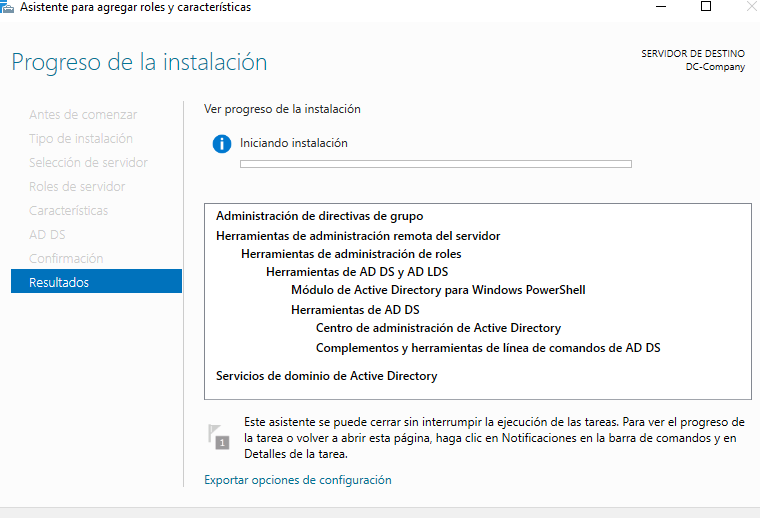 Asistente para agregar roles y características
Progreso de la instalación
SERVIDOR DE DESTINO
DC-Company
Antes de comenzar
Tipo de instalación
Selección de servidor
Roles de servidor
Características
AD DS
Confirmación
Resultados
Ver progreso de la instalación
Iniciando instalación
Administración de directivas de grupo
Herramientas de administración remota del servidor
Herramientas de administración de roles
Herramientas de AD DS y AD LDS
Módulo de Active Directory para Windows PowerShell
Herramientas de AD DS
Centro de administración de Active Directory
Complementos y herramientas de línea de comandos de AD DS
Servicios de dominio de Active Directory
1
Este asistente se puede cerrar sin interrumpir la ejecución de las tareas. Para ver el progreso de
la tarea o volver a abrir esta página, haga clic en Notificaciones en la barra de comandos y en
Detalles de la tarea.
Exportar opciones de configuración